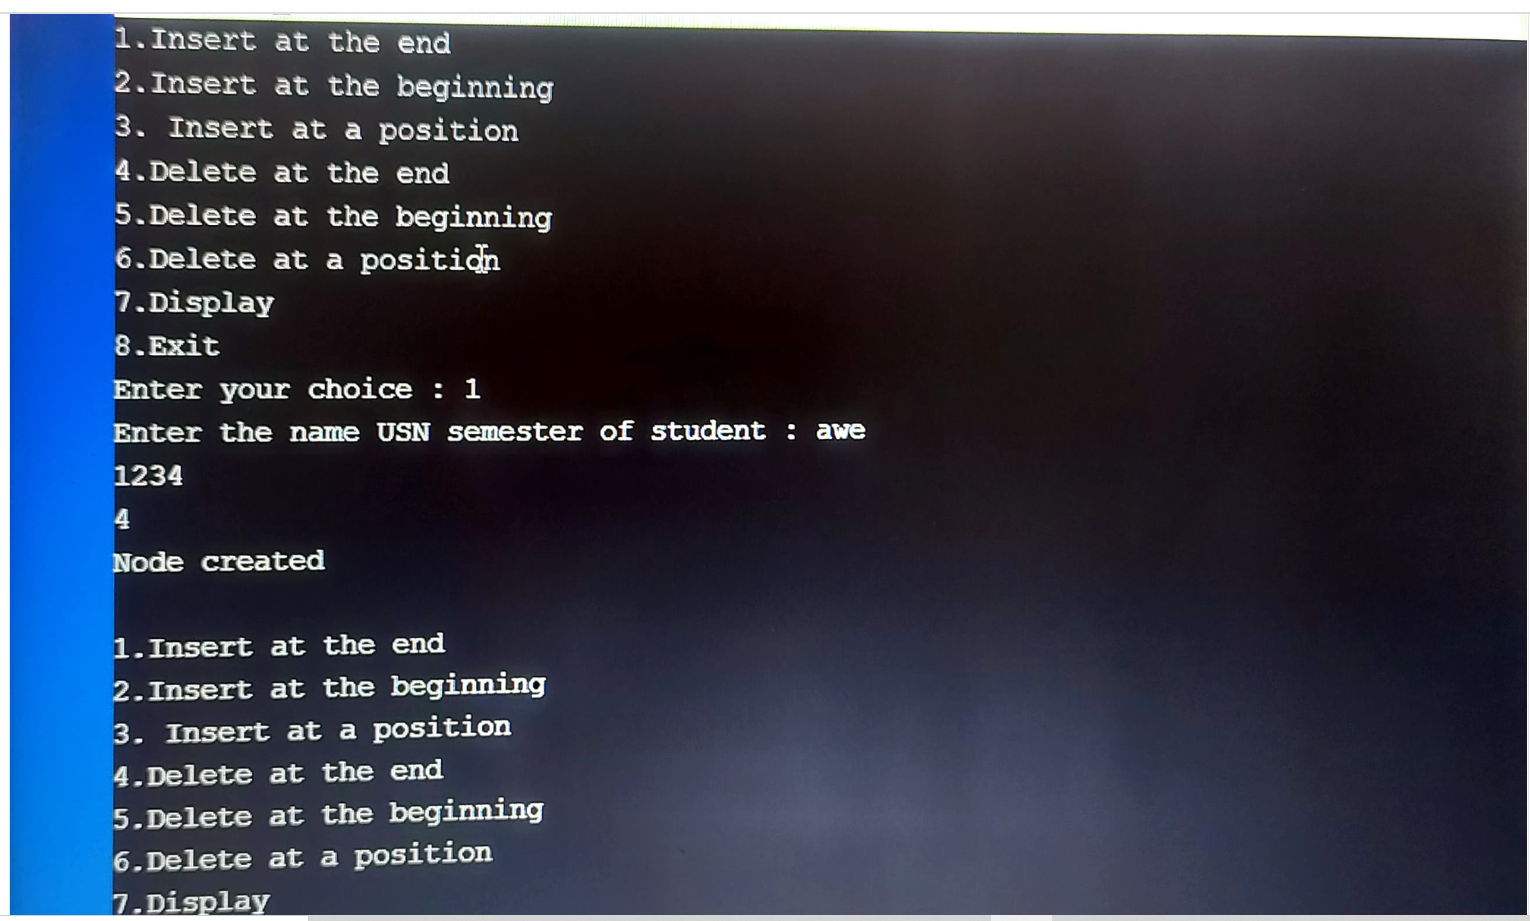 1.Insert at the end
2.Insert at the beginning
3. Insert at a position
4.Delete at the end
5.Delete at the beginning
6.Delete at a position
7.Display
8.Exit
Enter your choice : 1
Enter the name USN semester of student : awe
1234
4
Node created
1.Insert at the end
2.Insert at the beginning
3. Insert at a position
4.Delete at the end
5.Delete at the beginning
6.Delete at a position
7.Display